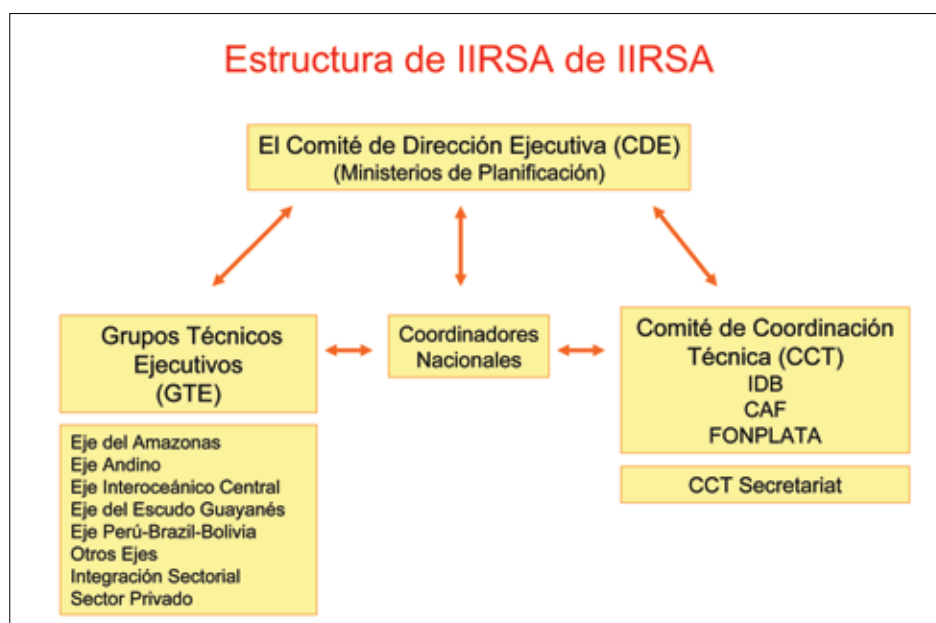 Estructura de IIRSA de IIRSA
El Comité de Dirección Ejecutiva (CDE)
(Ministerios de Planificación)
Grupos Técnicos
Ejecutivos
(GTE)
Coordinadores
Nacionales
Comité de Coordinación
Técnica (CCT)
IDB
CAF
FONPLATA
Eje del Amazonas
Eje Andino
Eje Interoceánico Central
Eje del Escudo Guayanés
Eje Perú-Brazil-Bolivia
Otros Ejes
Integración Sectorial
Sector Privado
CCT Secretariat